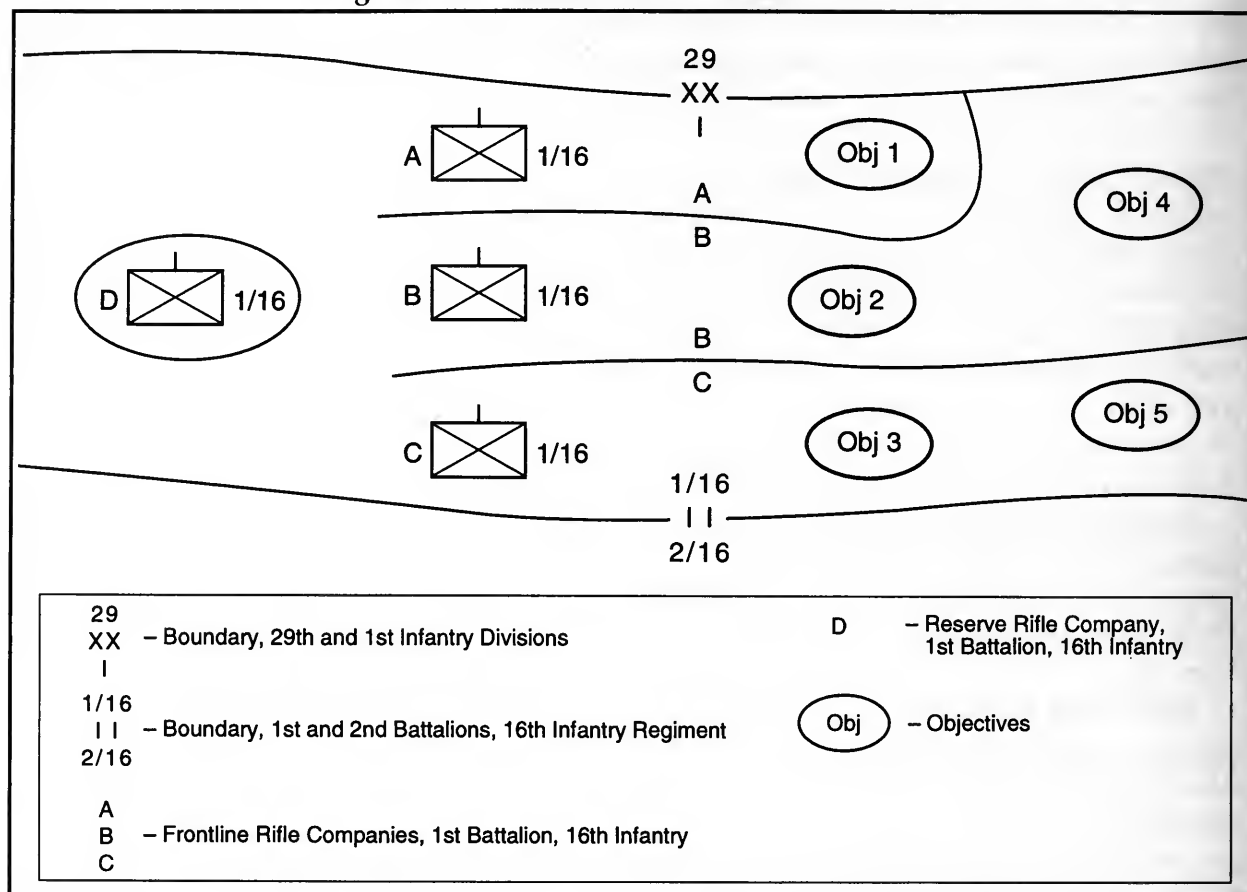 29
XX
I
A 1/16
Obj 1
A
B
Obj 4
D 1/16
B 1/16
Obj 2
B
C
Obj 5
C 1/16
Obj 3
1/16
I I
2/16
29
XX – Boundary, 29th and 1st Infantry Divisions
I
1/16
I I – Boundary, 1st and 2nd Battalions, 16th Infantry Regiment
2/16
A
B – Frontline Rifle Companies, 1st Battalion, 16th Infantry
C
D – Reserve Rifle Company,
1st Battalion, 16th Infantry
Obj – Objectives